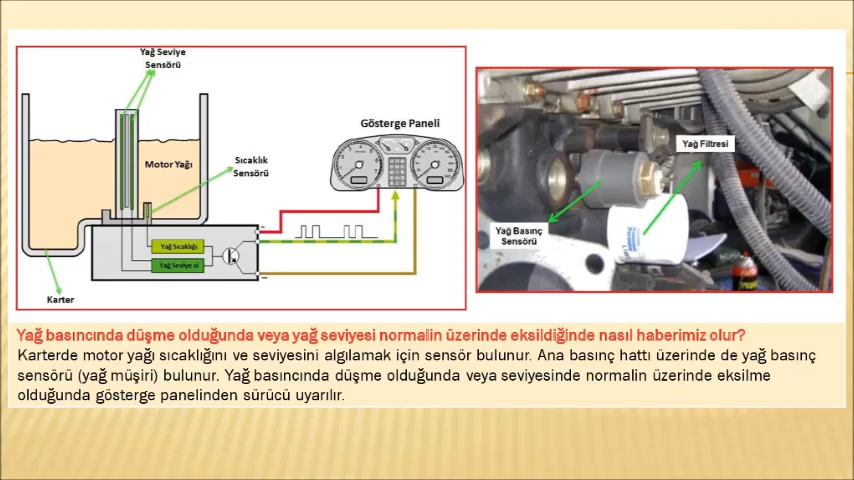 Yağ Seviye
Sensörü
Gösterge Paneli
Motor Yağı
Sıcaklık
Sensörü
Yağ Sıcaklığı
Yağ Seviyesi
Karter
Yağ Filtresi
Yağ Basınç
Sensörü
Yağ basıncında düşme olduğunda veya yağ seviyesi normalin üzerinde eksildiğinde nasıl haberimiz olur?
Karterde motor yağı sıcaklığını ve seviyesini algılamak için sensör bulunur. Ana basınç hattı üzerinde de yağ basınç
sensörü (yağ müşiri) bulunur. Yağ basıncında düşme olduğunda veya seviyesinde normalin üzerinde eksilme
olduğunda gösterge panelinden sürücü uyarılır.